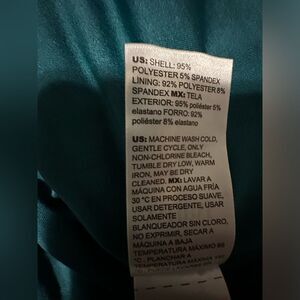 US: SHELL: 95%
POLYESTER 5% SPANDEX
LINING: 92% POLYESTER 8%
SPANDEX MX: TELA
EXTERIOR: 95% poliéster 5%
elastano FORRO: 92%
poliéster 8% elastano
US: MACHINE WASH COLD,
GENTLE CYCLE, ONLY
NON-CHLORINE BLEACH,
TUMBLE DRY LOW, WARM
IRON, MAY BE DRY
CLEANED. MX: LAVAR A
MÁQUINA CON AGUA FRÍA
30 °C EN PROCESO SUAVE,
USAR DETERGENTE, USAR
SOLAMENTE
BLANQUEADOR SIN CLORO,
NO EXPRIMIR, SECAR A
MÁQUINA A BAJA
TEMPERATURA MÁXIMO
°C, PLANCHAR A